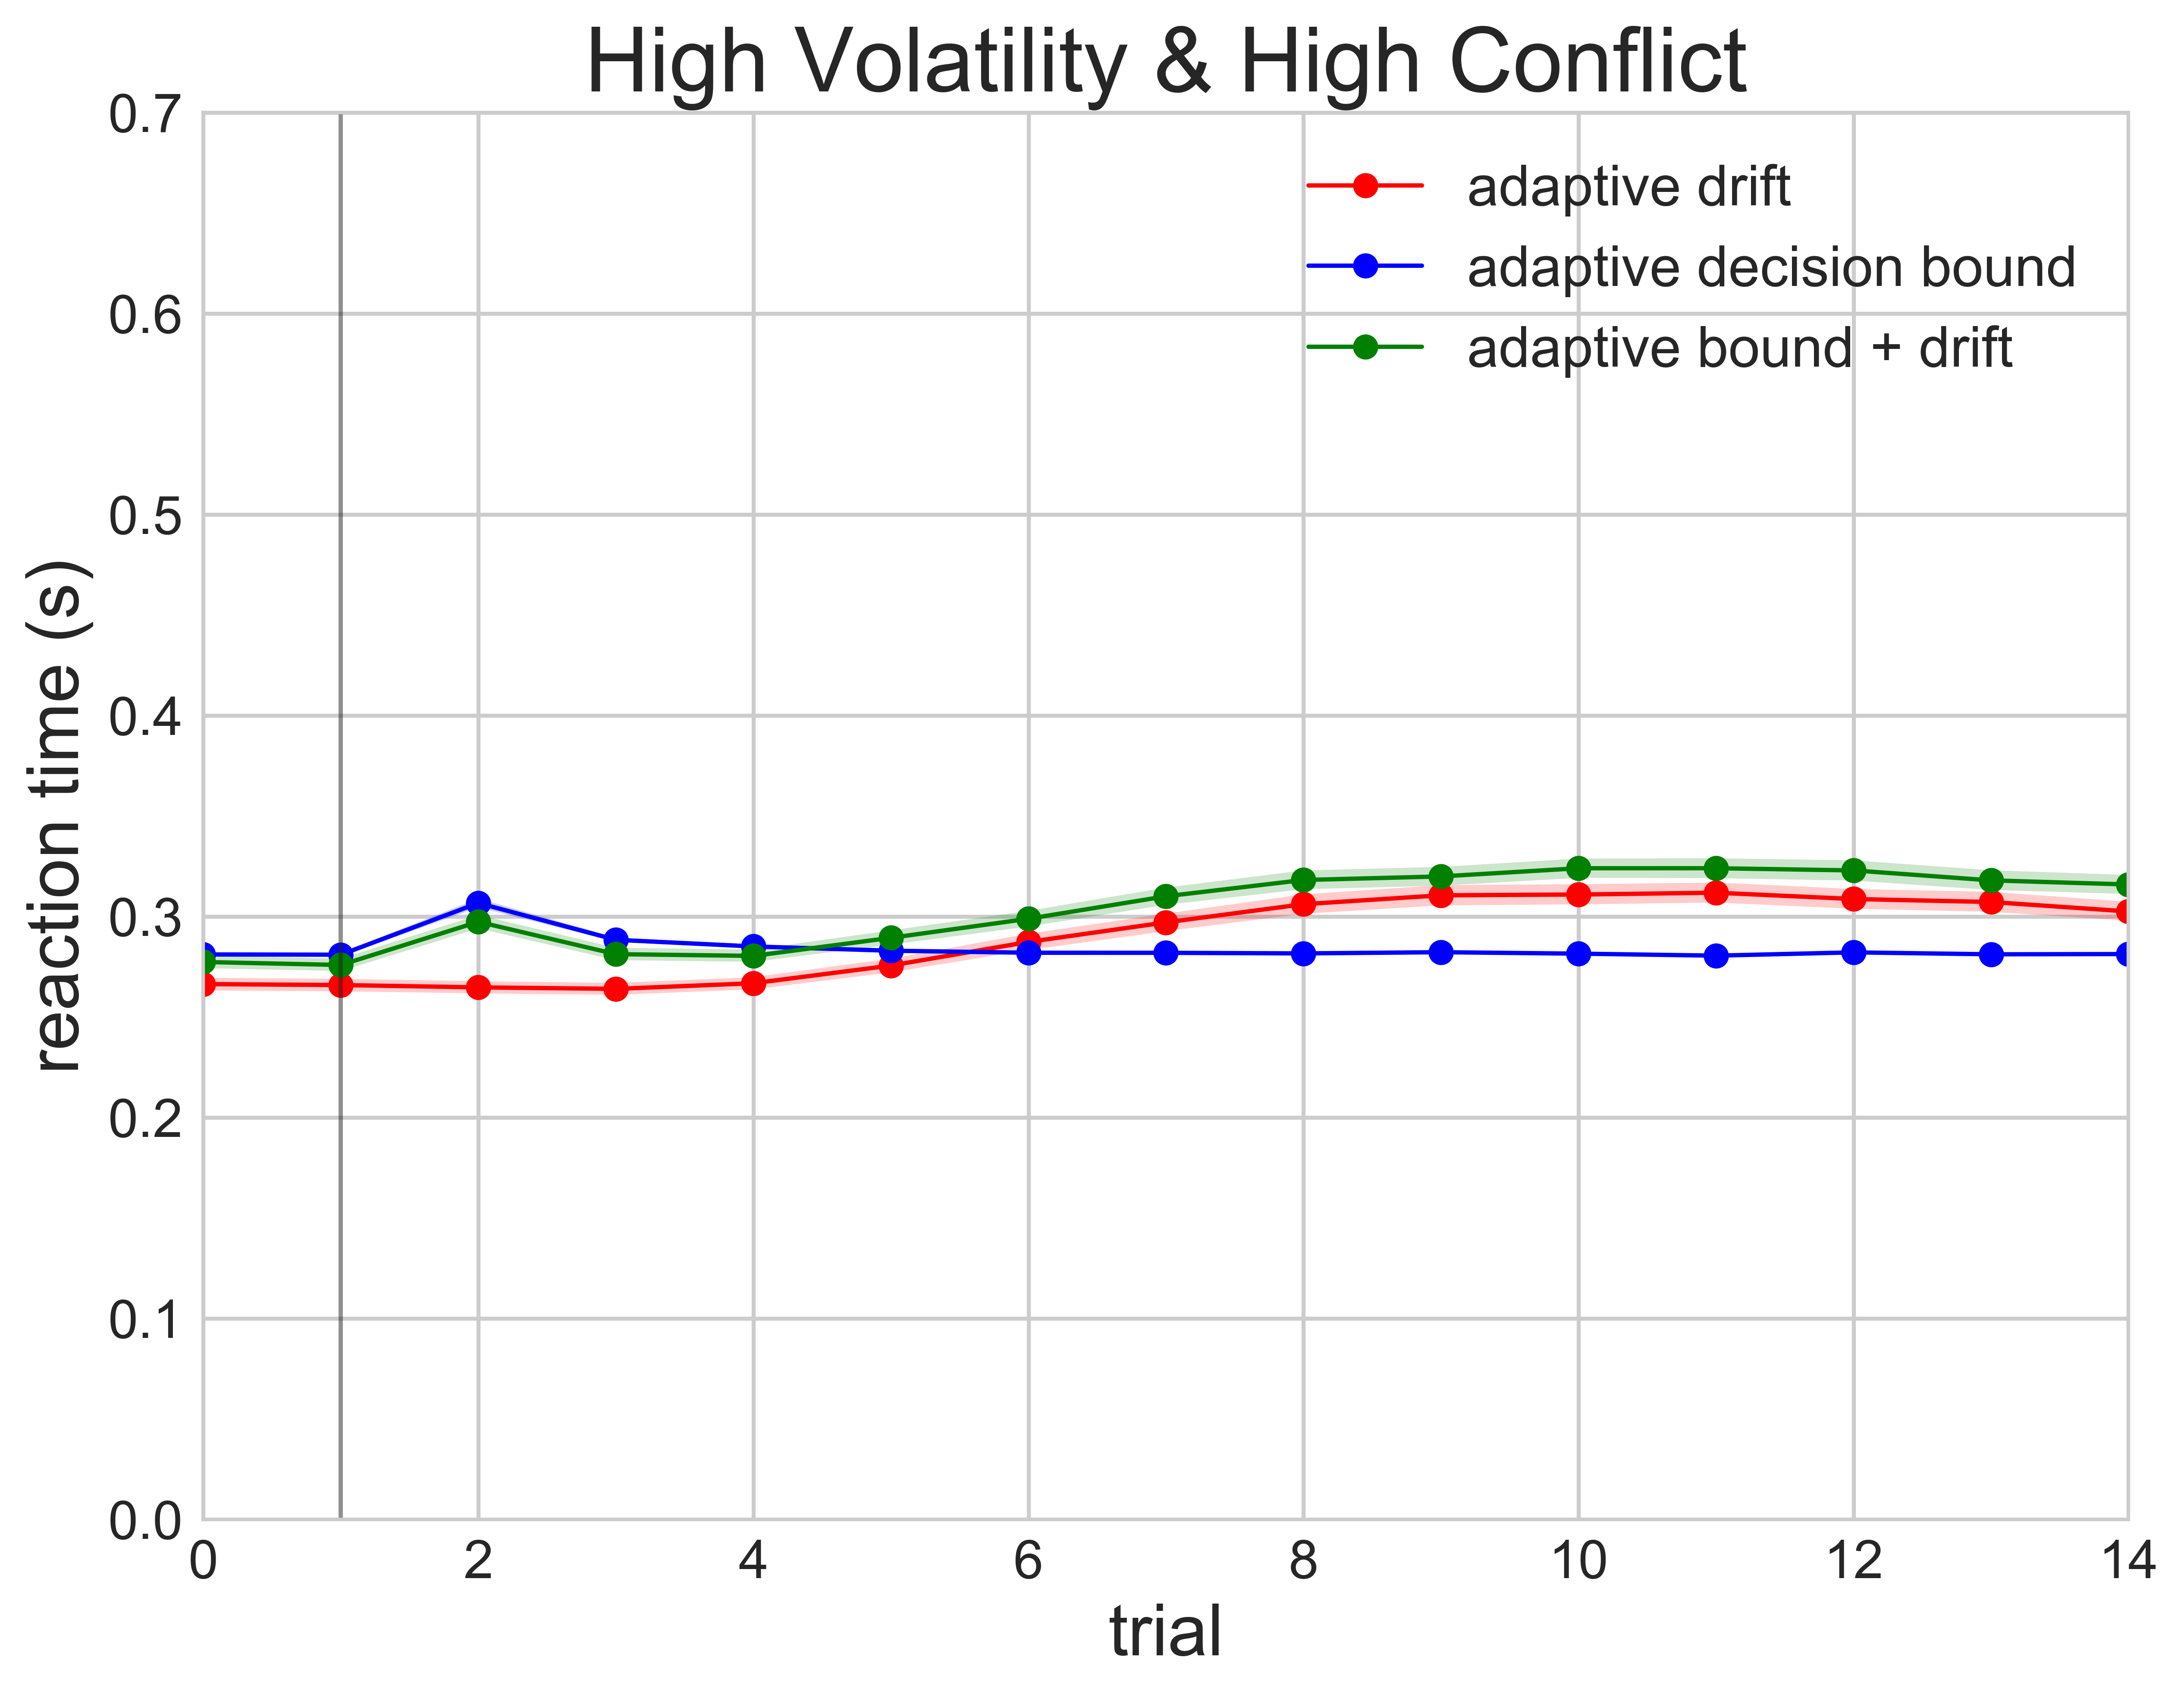 High Volatility & High Conflict
adaptive drift
adaptive decision bound
adaptive bound + drift
reaction time (s)
0.7
0.6
0.5
0.4
0.3
0.2
0.1
0.0
0 2 4 6 8 10 12 14
trial